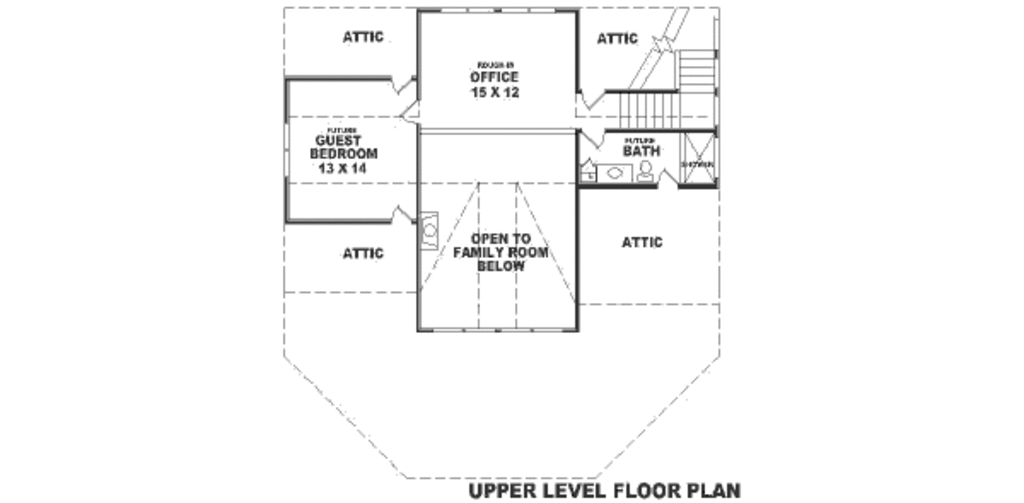 ATTIC
ATTIC
ROUGH-IN
OFFICE
15 X 12
FUTURE
GUEST
BEDROOM
13 X 14
FUTURE
BATH
SHOWER
ATTIC
OPEN TO
FAMILY ROOM
BELOW
ATTIC
UPPER LEVEL FLOOR PLAN